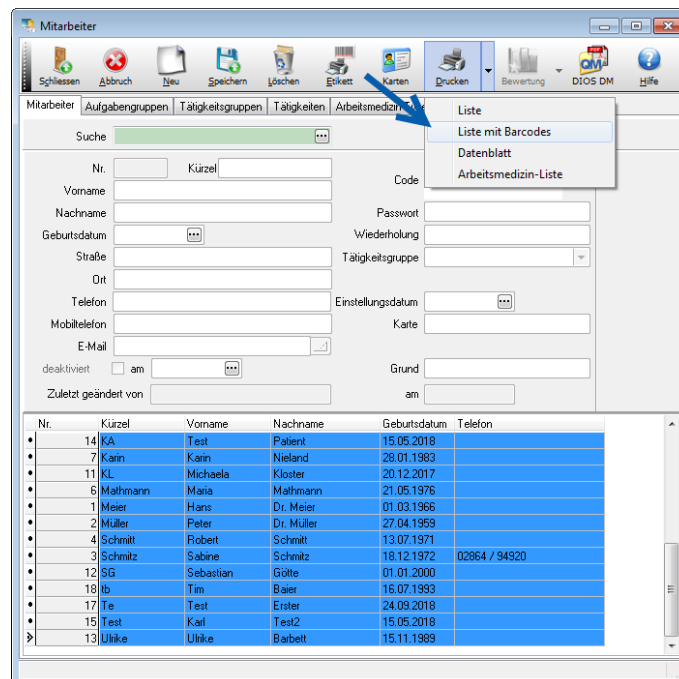 Mitarbeiter
Schliessen Abbruch Neu Speichern Löschen Etikett Karten Drucken Bewertung DIOS DM Hilfe
Mitarbeiter Aufgabengruppen Tätigkeitsgruppen Tätigkeiten Arbeitsmedizin
Liste
Liste mit Barcodes
Datenblatt
Arbeitsmedizin-Liste
Suche
Nr. Kürzel Code
Vorname
Nachname Passwort
Geburtsdatum Wiederholung
Straße Tätigkeitsgruppe
Ort
Telefon Einstellungsdatum
Mobiltelefon Karte
E-Mail
deaktiviert am Grund
Zuletzt geändert von am
Nr. Kürzel Vorname Nachname Geburtsdatum Telefon
14 KA Test Patient 15.05.2018
7 Karin Karin Nieland 28.01.1983
11 KL Michaela Kloster 20.12.2017
6 Mathmann Maria Mathmann 21.05.1976
1 Meier Hans Dr. Meier 01.03.1966
2 Müller Peter Dr. Müller 27.04.1959
4 Schmitt Robert Schmitt 13.07.1971
3 Schmitz Sabine Schmitz 18.12.1972 02864 / 94920
12 SG Sebastian Götte 01.01.2000
18 tb Tim Baier 16.07.1993
17 Te Test Erster 24.09.2018
15 Test Karl Test2 15.05.2018
13 Ulrike Ulrike Barbett 15.11.1989